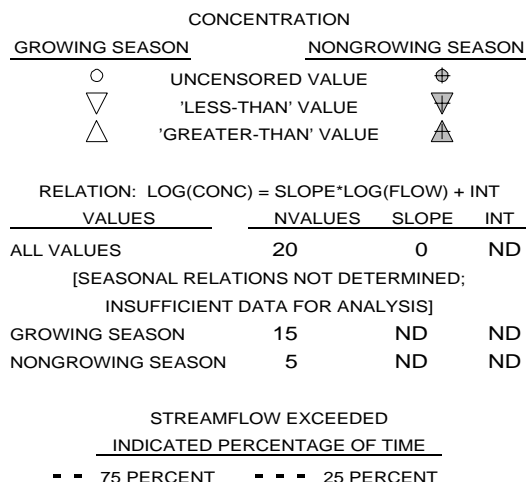 CONCENTRATION
GROWING SEASON NONGROWING SEASON
UNCENSORED VALUE
'LESS-THAN' VALUE
'GREATER-THAN' VALUE
RELATION: LOG(CONC) = SLOPE*LOG(FLOW) + INT
VALUES NVALUES SLOPE INT
ALL VALUES 20 0 ND
[SEASONAL RELATIONS NOT DETERMINED;
INSUFFICIENT DATA FOR ANALYSIS]
GROWING SEASON 15 ND ND
NONGROWING SEASON 5 ND ND
STREAMFLOW EXCEEDED
INDICATED PERCENTAGE OF TIME
75 PERCENT 25 PERCENT